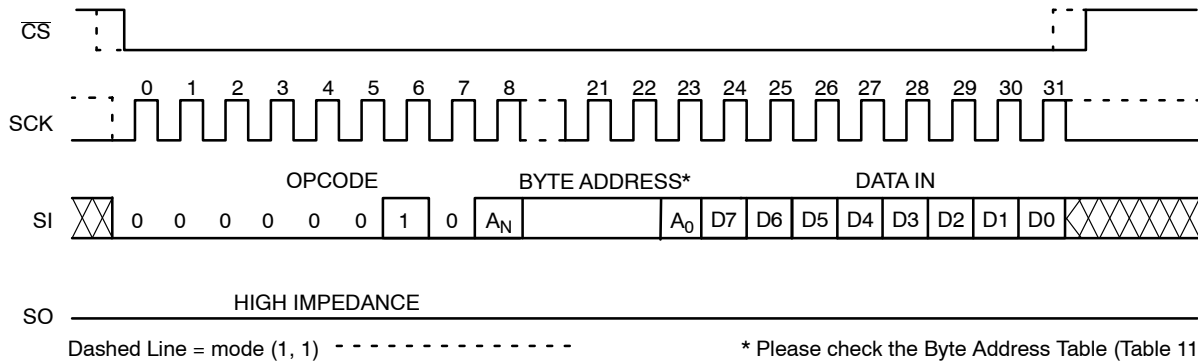 CS
0 1 2 3 4 5 6 7 8 21 22 23 24 25 26 27 28 29 30 31
SCK
OPCODE BYTE ADDRESS* DATA IN
SI 0 0 0 0 0 0 1 0 AN A0 D7 D6 D5 D4 D3 D2 D1 D0
HIGH IMPEDANCE
SO
Dashed Line = mode (1, 1) * Please check the Byte Address Table (Table 11